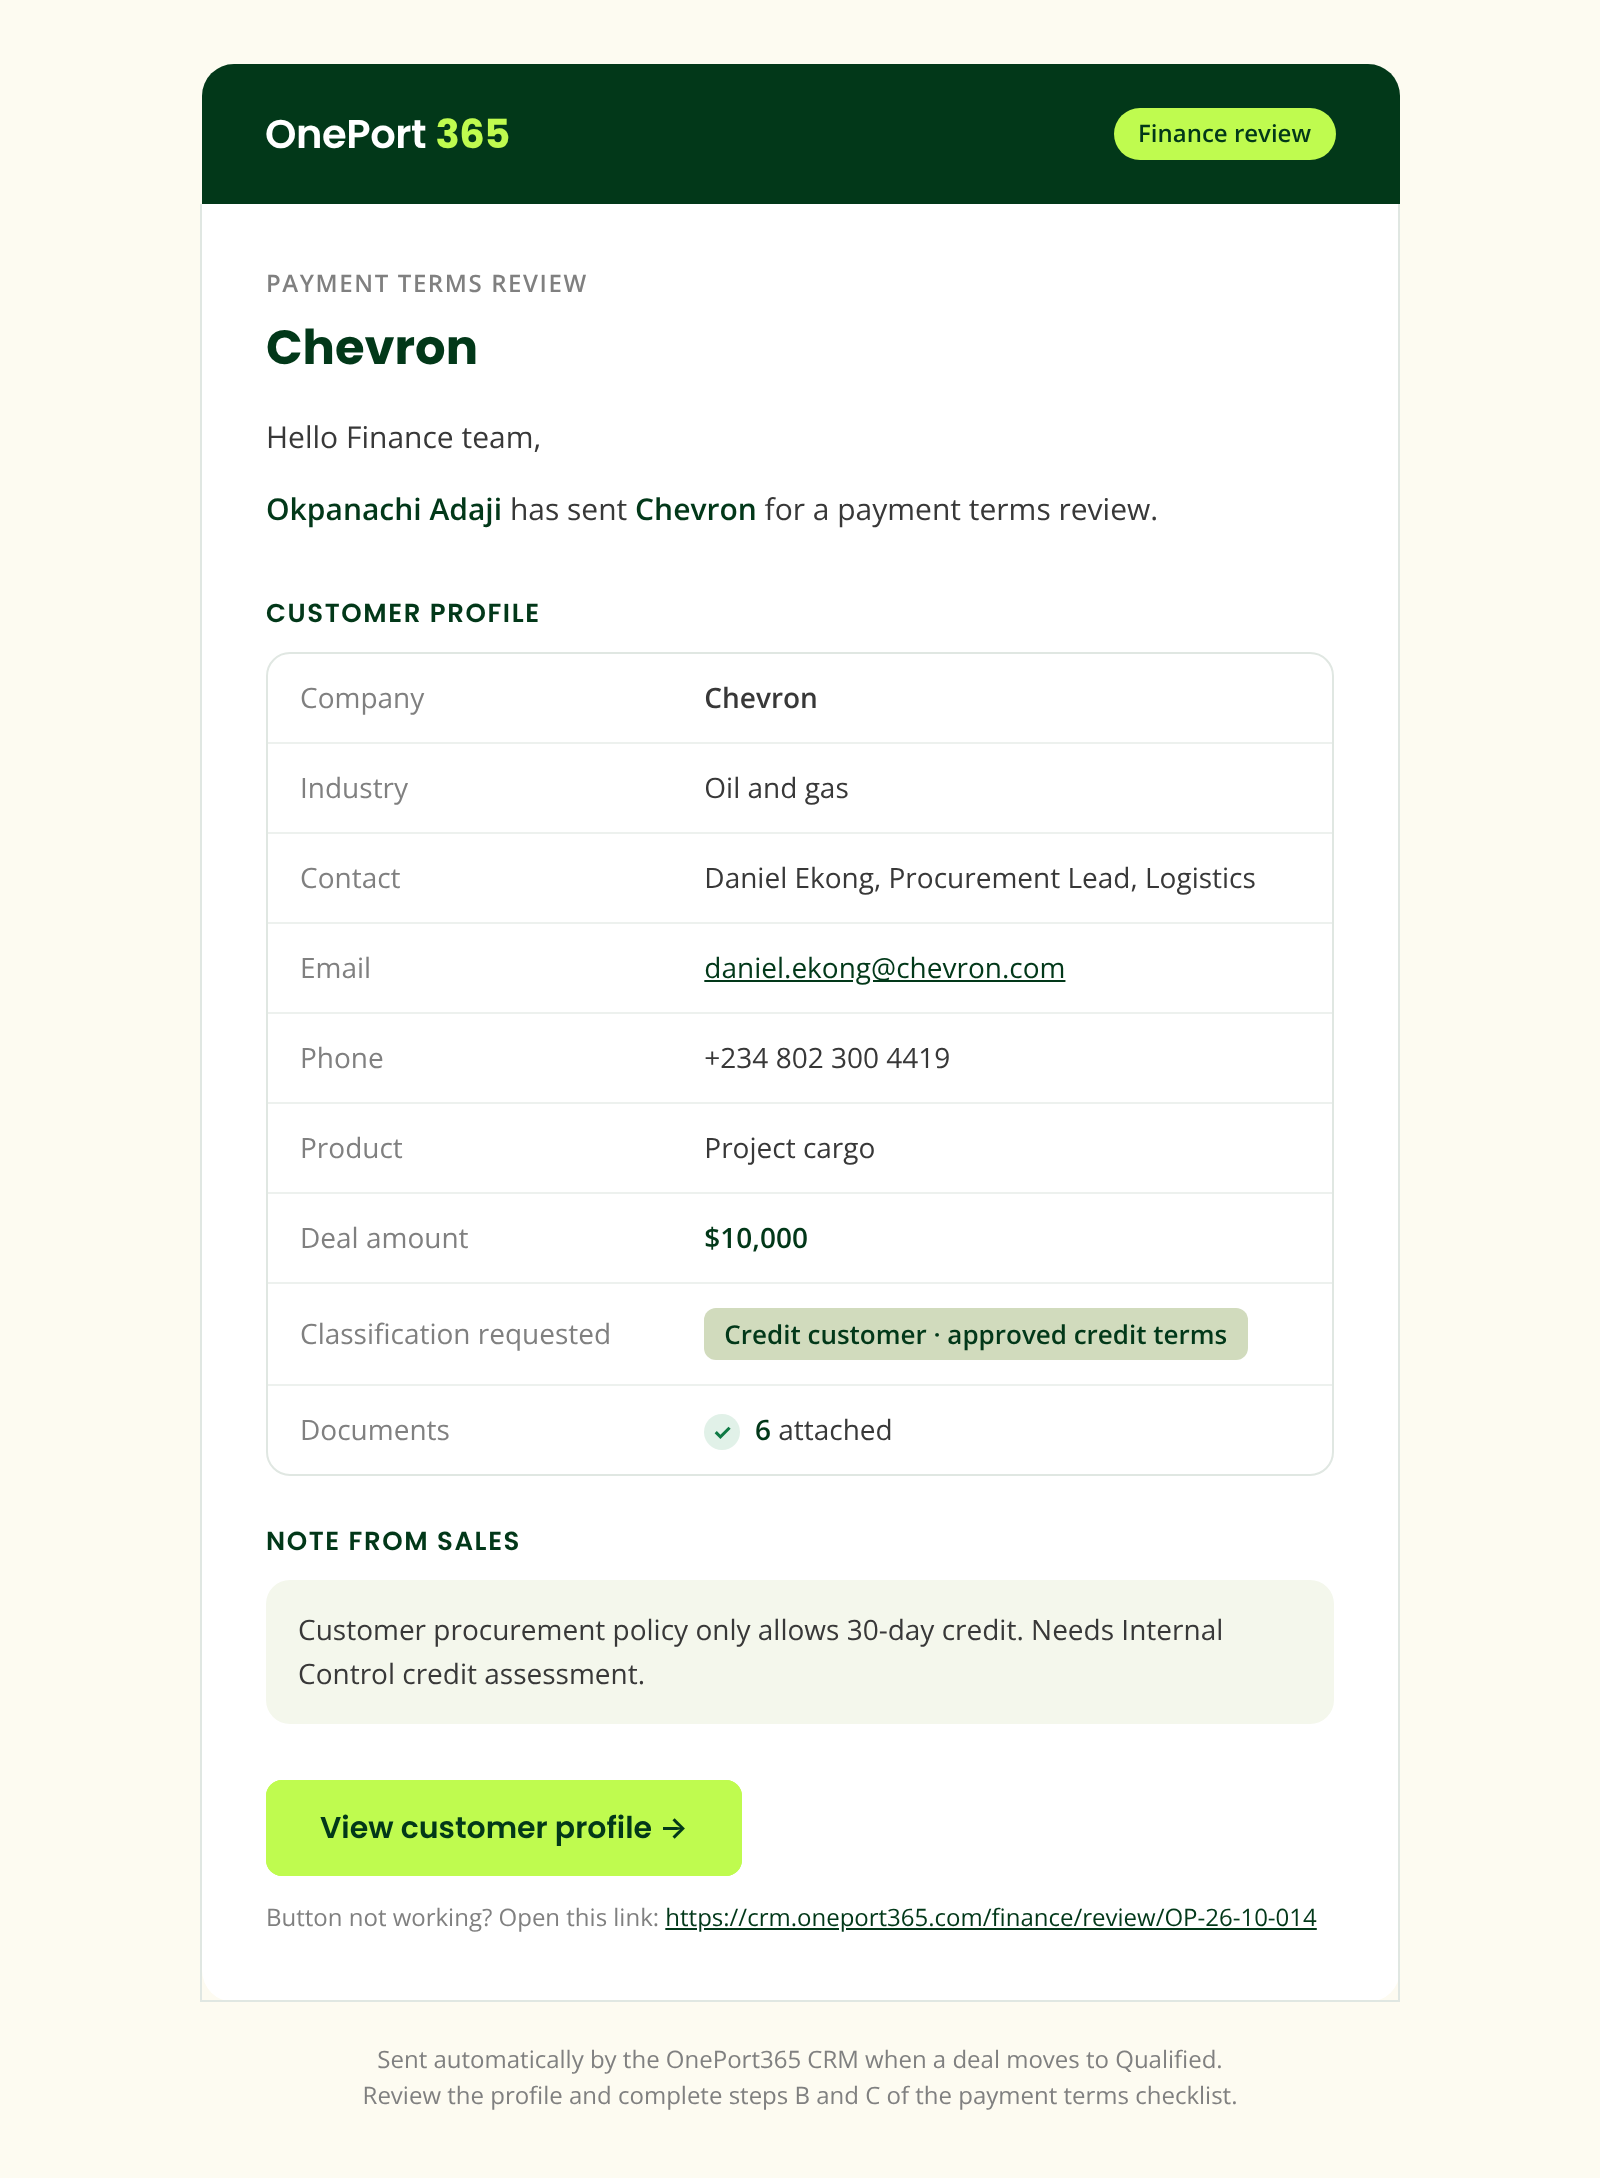 OnePort 365
Finance review
PAYMENT TERMS REVIEW
Chevron
Hello Finance team,
Okpanachi Adaji has sent Chevron for a payment terms review.
CUSTOMER PROFILE
Company Chevron
Industry Oil and gas
Contact Daniel Ekong, Procurement Lead, Logistics
Email daniel.ekong@chevron.com
Phone +234 802 300 4419
Product Project cargo
Deal amount $10,000
Classification requested Credit customer · approved credit terms
Documents 6 attached
NOTE FROM SALES
Customer procurement policy only allows 30-day credit. Needs Internal
Control credit assessment.
View customer profile →
Button not working? Open this link: https://crm.oneport365.com/finance/review/OP-26-10-014
Sent automatically by the OnePort365 CRM when a deal moves to Qualified.
Review the profile and complete steps B and C of the payment terms checklist.